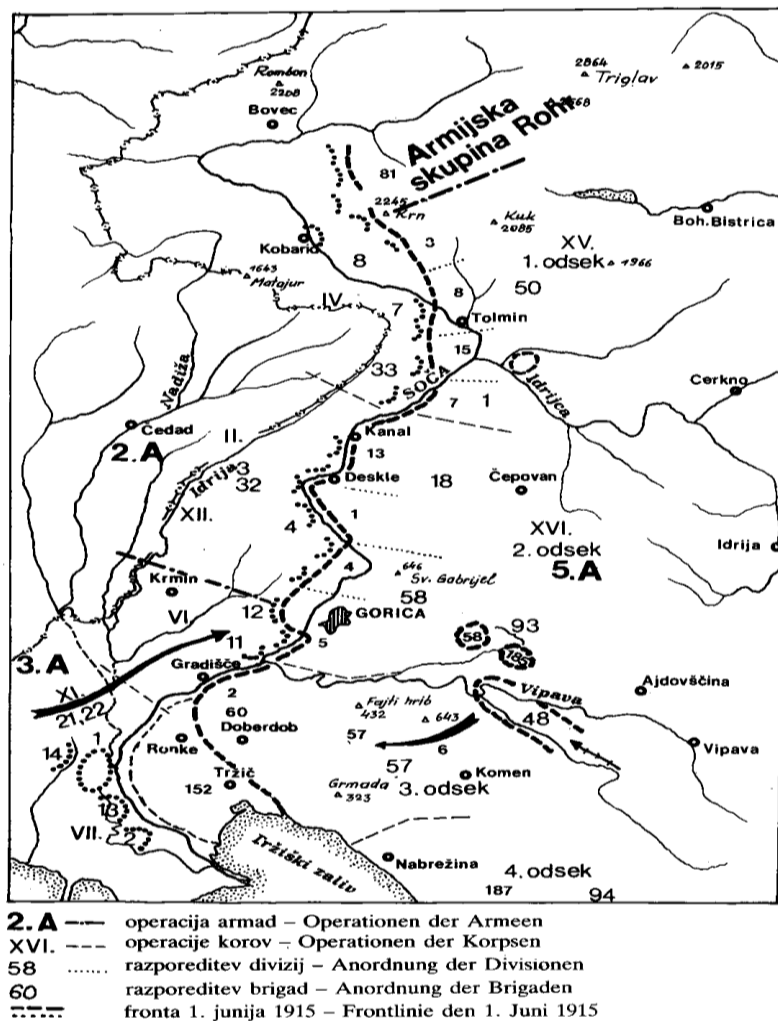 2864
Triglav
2015
Rombon
2208
Bovec
Armijska
skupina Rohr
81
2245
Krn
3
Kuk
2085
Boh. Bistrica
XV.
1. odsek
1966
50
Kobarid
8
1643
Matajur
IV.
7
8
Tolmin
15
Nadiža
33
SOČA
7
1
Idrijca
Cerkno
Čedad
2. A
II.
Kanal
13
Idrija
3
32
Deskle
18
Čepovan
XII.
4
1
XVI.
2. odsek
5. A
Idrija
4
646
Sv. Gabrijel
58
Krmin
VI.
12
GORICA
11
5
58
93
185
3. A
Gradišče
XI.
21,22
2
60
Fajti hrib
432
643
Vipava
48
Ajdovščina
Vipava
14
1
Ronke
Doberdob
57
6
57
3. odsek
Komen
13
Tržič
152
Grmada
323
VII.
2
Tržiški zaliv
Nabrežina
4. odsek
187
94
2. A operacija armad – Operationen der Armeen
XVI. operacije korov – Operationen der Korpsen
58 razporeditev divizij – Anordnung der Divisionen
60 razporeditev brigad – Anordnung der Brigaden
fronta 1. junija 1915 – Frontlinie den 1. Juni 1915